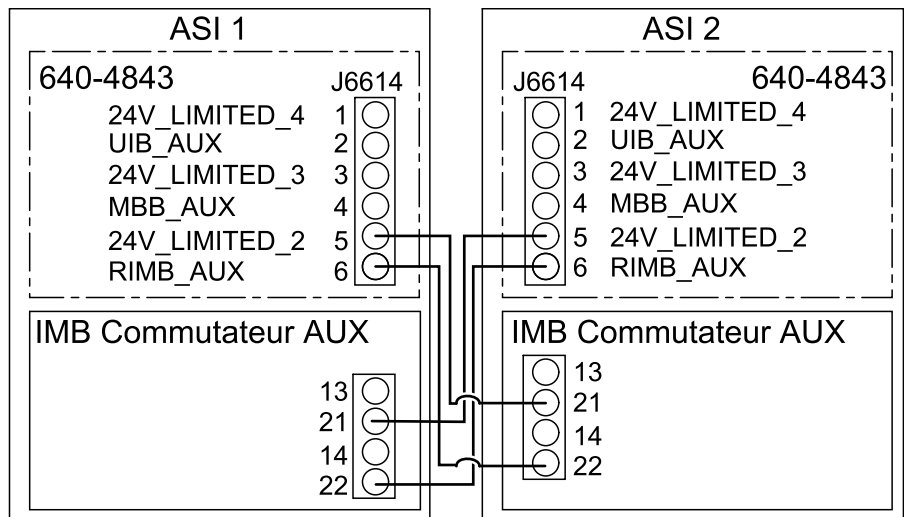 ASI 1
640-4843
J6614
24V_LIMITED_4 1
UIB_AUX 2
24V_LIMITED_3 3
MBB_AUX 4
24V_LIMITED_2 5
RIMB_AUX 6
IMB Commutateur AUX
13
21
14
22
ASI 2
J6614
640-4843
1 24V_LIMITED_4
2 UIB_AUX
3 24V_LIMITED_3
4 MBB_AUX
5 24V_LIMITED_2
6 RIMB_AUX
IMB Commutateur AUX
13
21
14
22